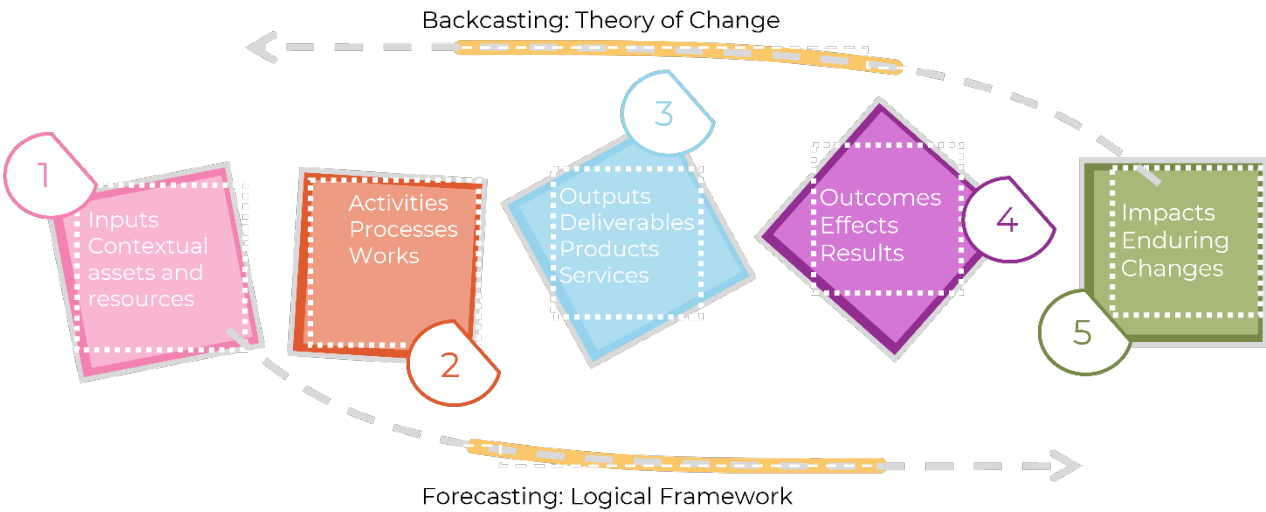 Backcasting: Theory of Change
1
Inputs
Contextual
assets and
resources
Activities
Processes
Works
2
3
Outputs
Deliverables
Products
Services
Outcomes
Effects
Results
4
Impacts
Enduring
Changes
5
Forecasting: Logical Framework